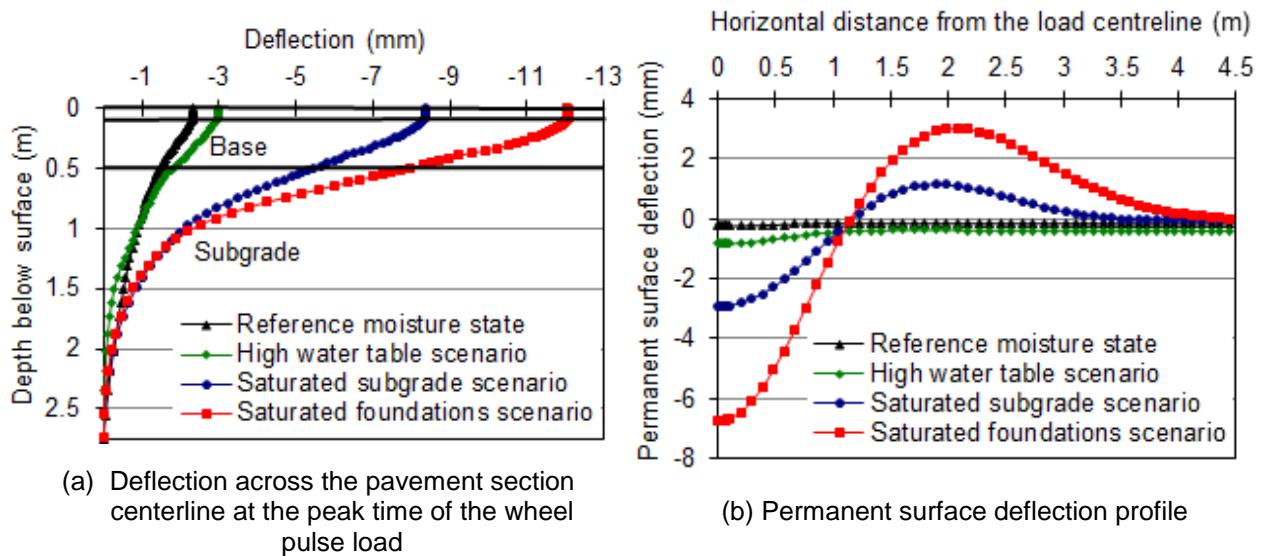 Deflection (mm)
-1 -3 -5 -7 -9 -11 -13
Depth below surface (m)
0
0.5
1
1.5
2
2.5
Base
Subgrade
Reference moisture state
High water table scenario
Saturated subgrade scenario
Saturated foundations scenario
(a) Deflection across the pavement section
centerline at the peak time of the wheel
pulse load
Horizontal distance from the load centreline (m)
0 0.5 1 1.5 2 2.5 3 3.5 4 4.5
Permanent surface deflection (mm)
4
2
0
-2
-4
-6
-8
Reference moisture state
High water table scenario
Saturated subgrade scenario
Saturated foundations scenario
(b) Permanent surface deflection profile